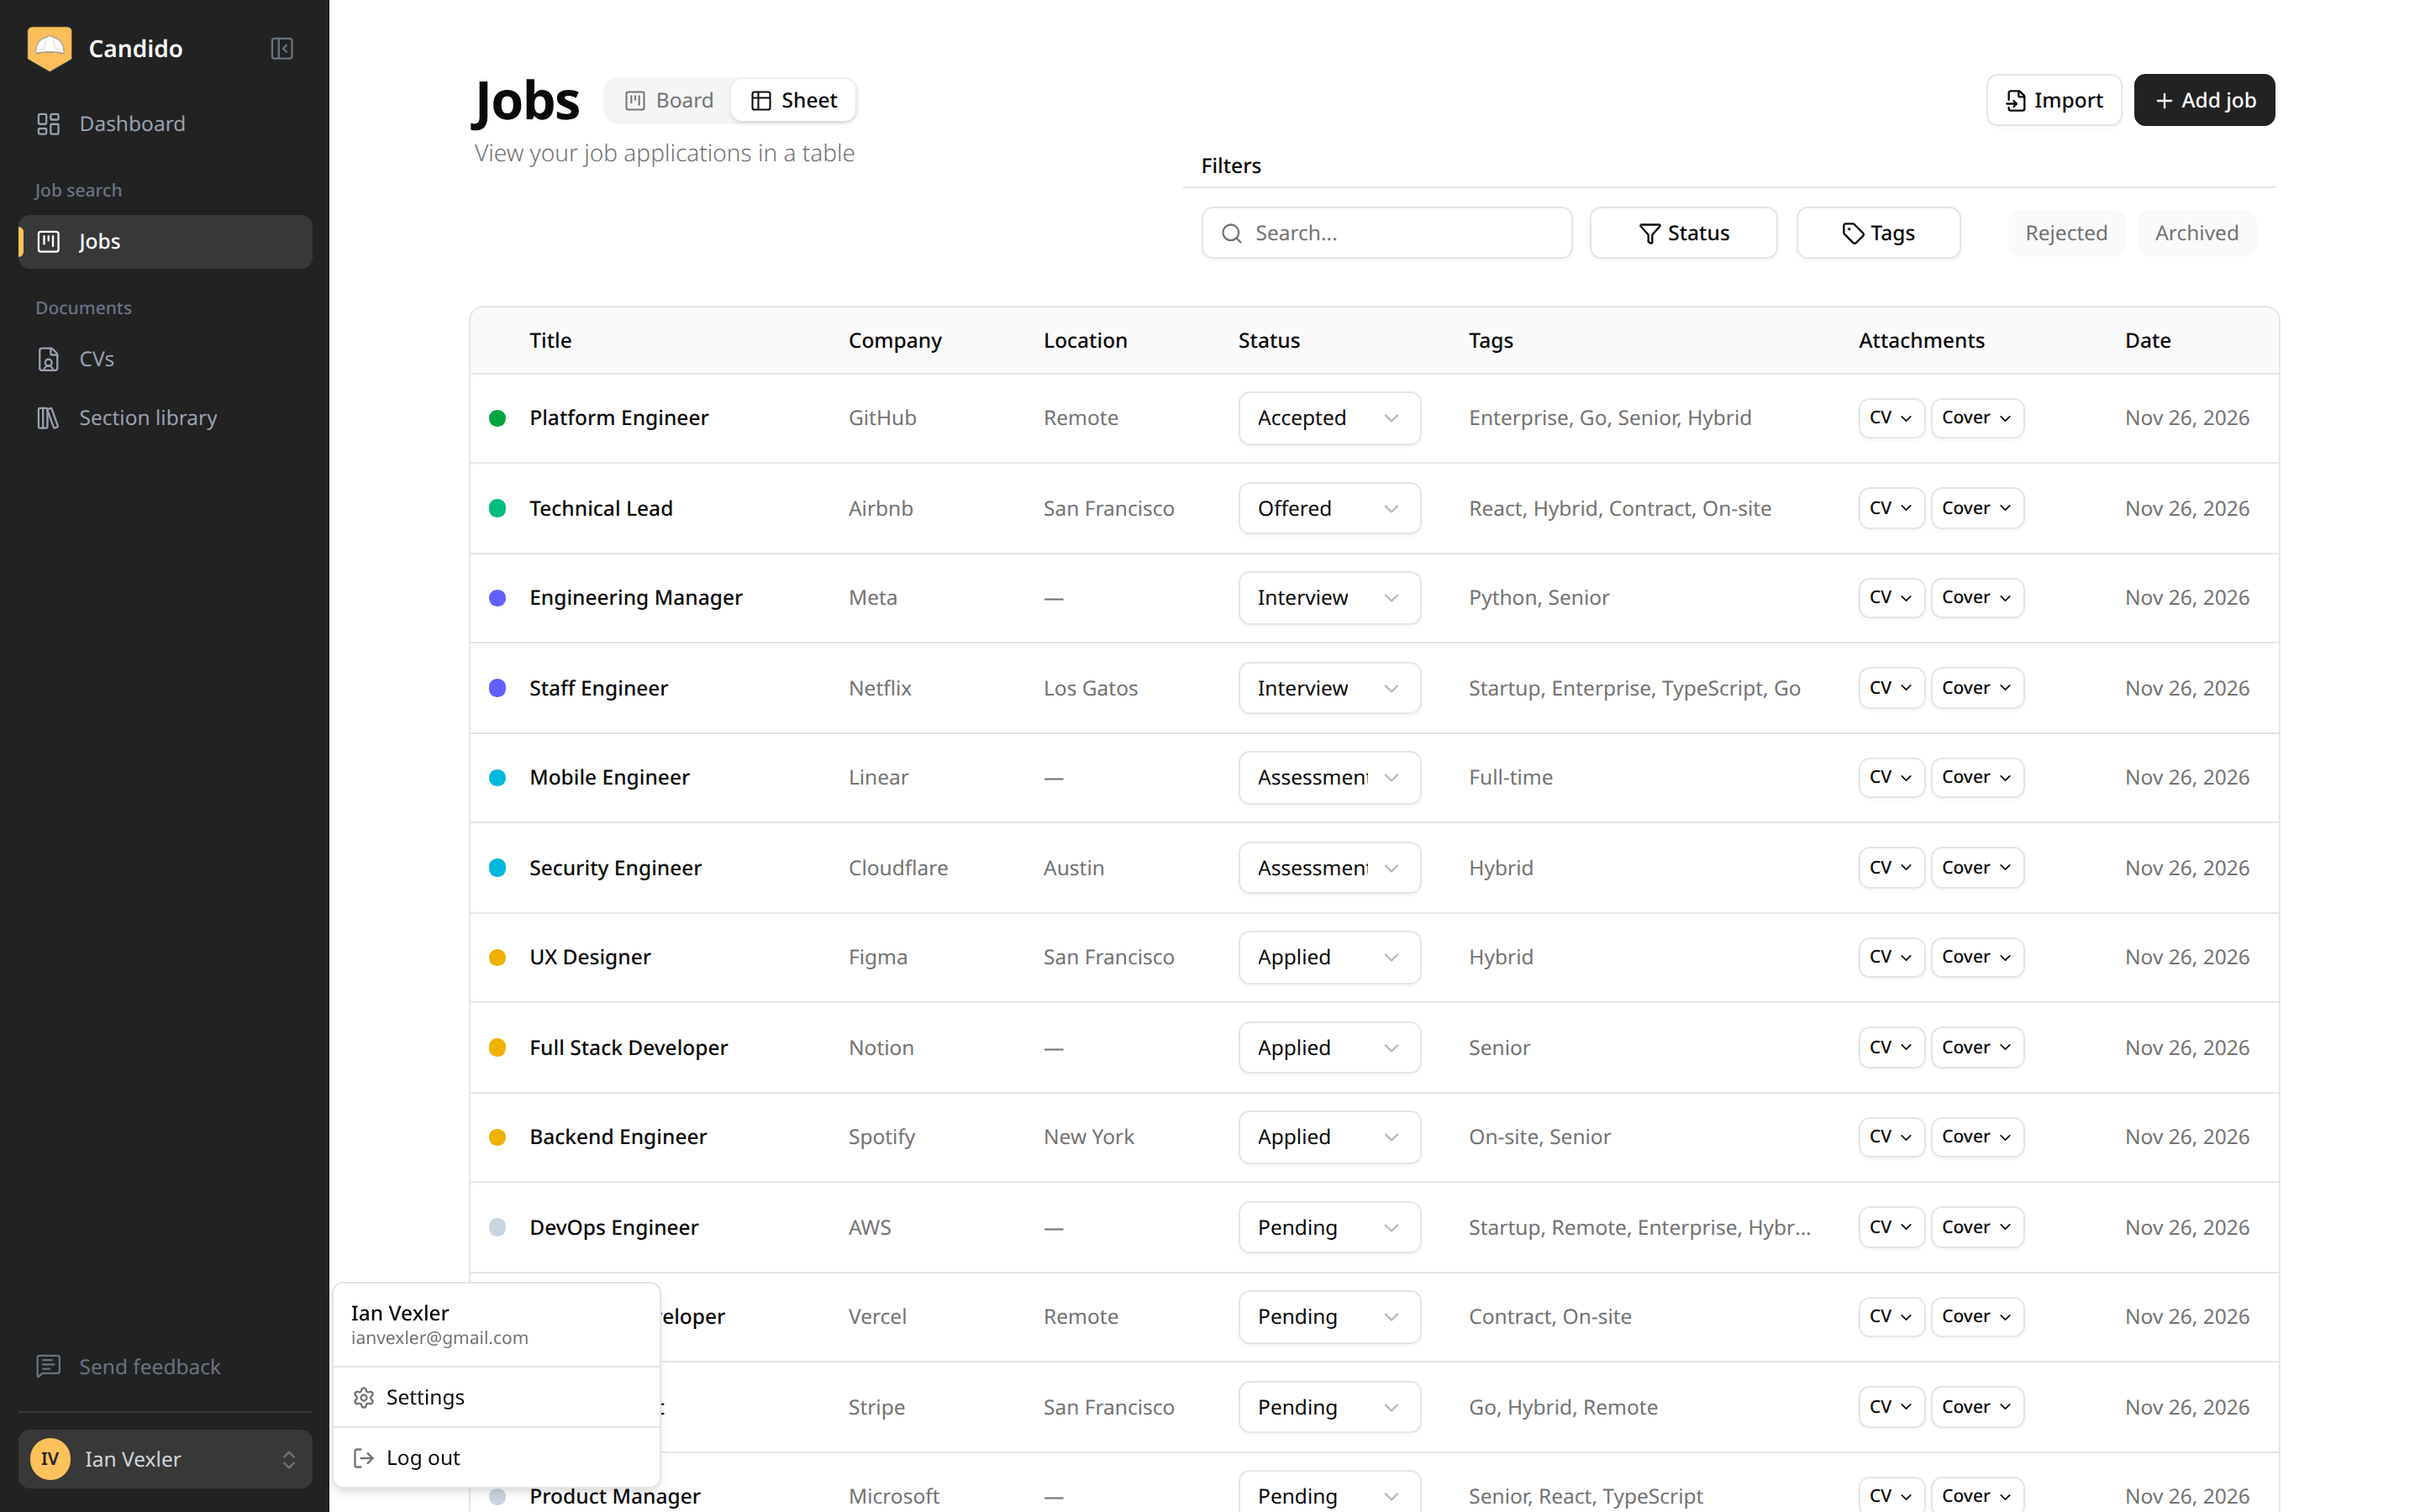 Candido
Dashboard
Job search
Jobs
Documents
CVs
Section library
Send feedback
IV Ian Vexler
Jobs Board Sheet
View your job applications in a table
Import Add job
Filters
Search... Status Tags Rejected Archived
Title Company Location Status Tags Attachments Date
Platform Engineer GitHub Remote Accepted Enterprise, Go, Senior, Hybrid CV Cover Nov 26, 2026
Technical Lead Airbnb San Francisco Offered React, Hybrid, Contract, On-site CV Cover Nov 26, 2026
Engineering Manager Meta — Interview Python, Senior CV Cover Nov 26, 2026
Staff Engineer Netflix Los Gatos Interview Startup, Enterprise, TypeScript, Go CV Cover Nov 26, 2026
Mobile Engineer Linear — Assessment Full-time CV Cover Nov 26, 2026
Security Engineer Cloudflare Austin Assessment Hybrid CV Cover Nov 26, 2026
UX Designer Figma San Francisco Applied Hybrid CV Cover Nov 26, 2026
Full Stack Developer Notion — Applied Senior CV Cover Nov 26, 2026
Backend Engineer Spotify New York Applied On-site, Senior CV Cover Nov 26, 2026
DevOps Engineer AWS — Pending Startup, Remote, Enterprise, Hybr... CV Cover Nov 26, 2026
Vercel Remote Pending Contract, On-site CV Cover Nov 26, 2026
Stripe San Francisco Pending Go, Hybrid, Remote CV Cover Nov 26, 2026
Product Manager Microsoft — Pending Senior, React, TypeScript CV Cover Nov 26, 2026
Ian Vexler
ianvexler@gmail.com
Settings
Log out